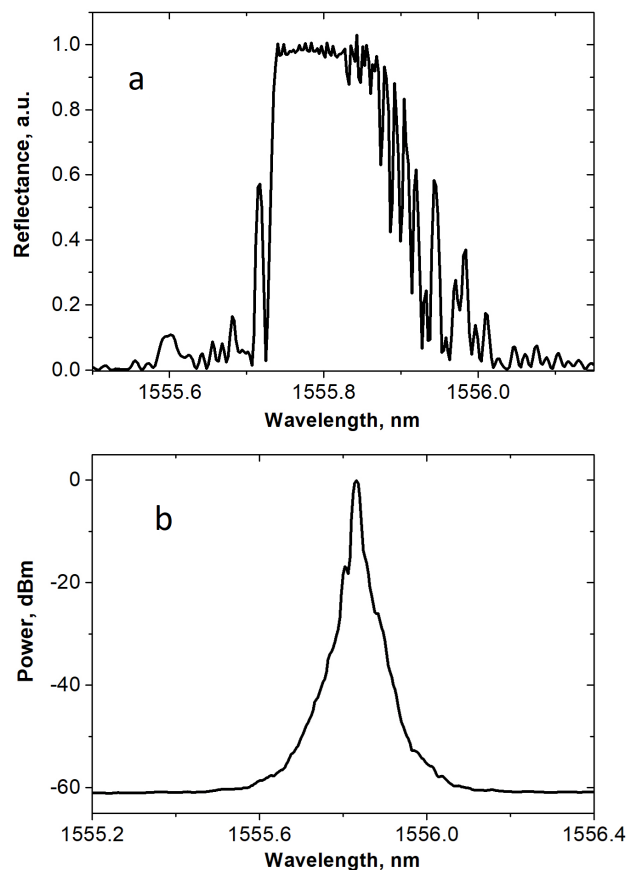 a
Reflectance, a.u.
1.0
0.8
0.6
0.4
0.2
0.0
1555.6 1555.8 1556.0
Wavelength, nm
b
Power, dBm
0
-20
-40
-60
1555.2 1555.6 1556.0 1556.4
Wavelength, nm